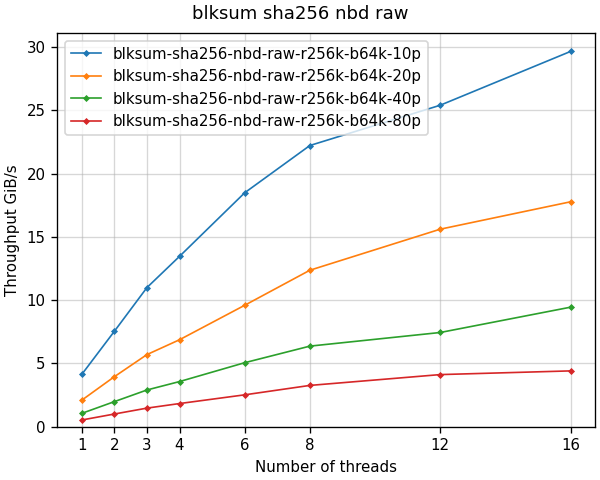 blksum sha256 nbd raw
blksum-sha256-nbd-raw-r256k-b64k-10p
blksum-sha256-nbd-raw-r256k-b64k-20p
blksum-sha256-nbd-raw-r256k-b64k-40p
blksum-sha256-nbd-raw-r256k-b64k-80p
Throughput GiB/s
30
25
20
15
10
5
0
1 2 3 4 6 8 12 16
Number of threads